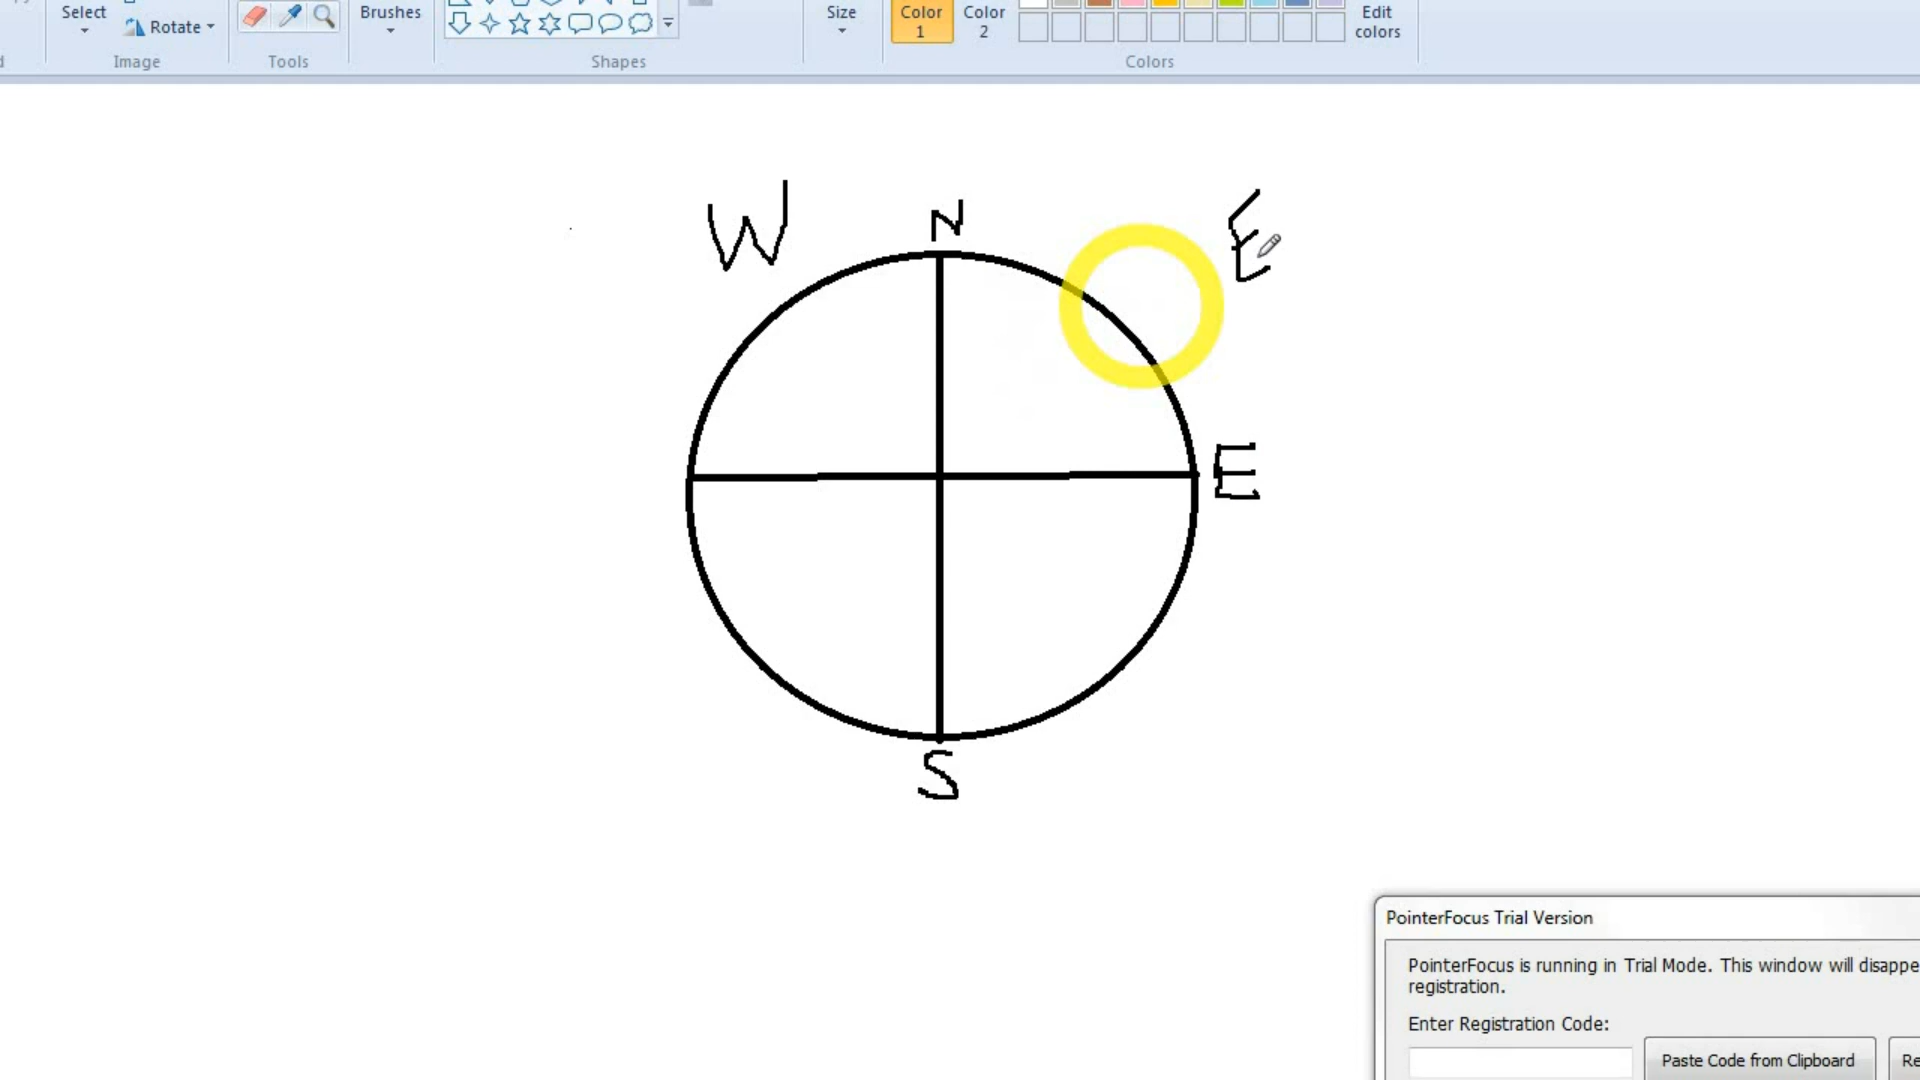 Select
Rotate
Brushes
Size
Color 1
Color 2
Edit colors
Image
Tools
Shapes
Colors
W
N
E
E
S
PointerFocus Trial Version
PointerFocus is running in Trial Mode. This window will disappe
registration.
Enter Registration Code:
Paste Code from Clipboard
Re